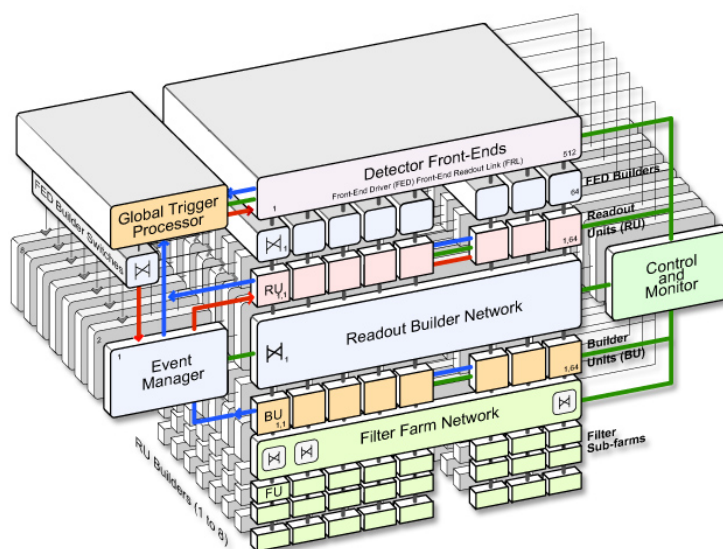 Detector Front-Ends
Front-End Driver (FED) Front-End Readout Link (FRL)
1
512
FED Builder Switches
Global Trigger
Processor
1
64
FED Builders
Readout
Units (RU)
RU
1,1
1,64
Control
and
Monitor
8
2
1
Event
Manager
Readout Builder Network
1
Builder
Units (BU)
BU
1,1
1,64
Filter Farm Network
FU
Filter
Sub-farms
RU Builders (1 to 8)